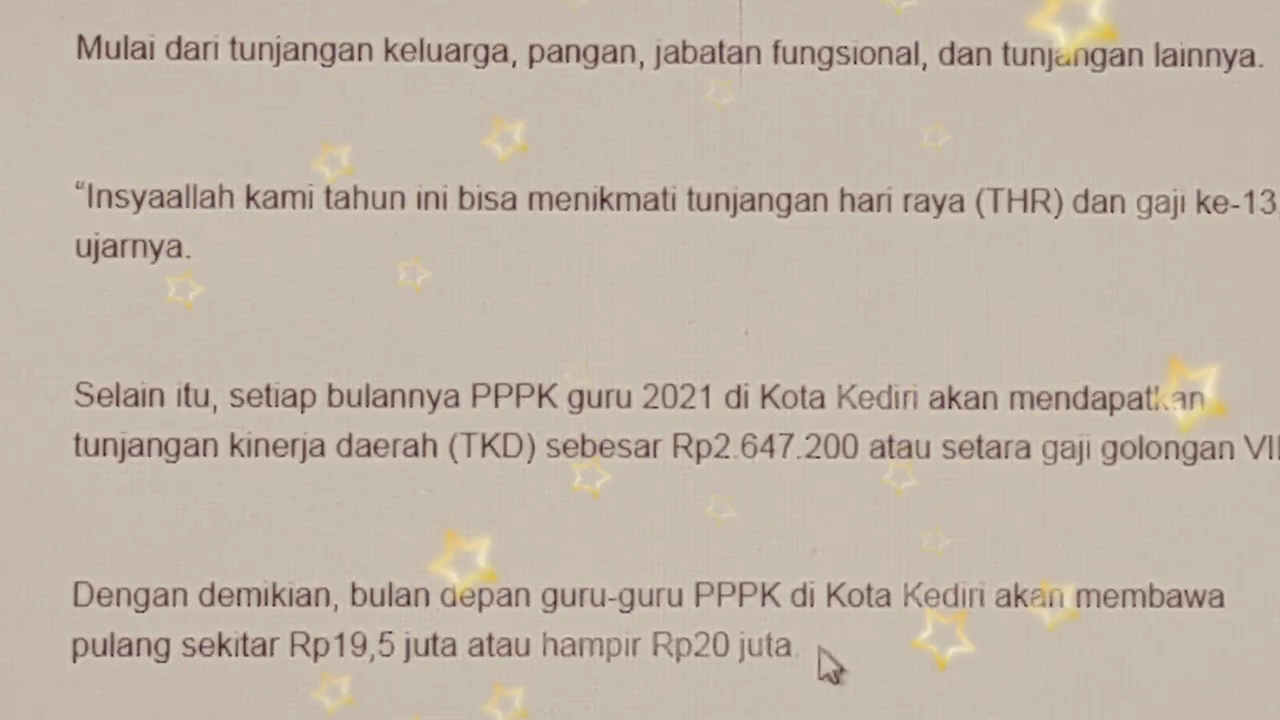 Mulai dari tunjangan keluarga, pangan, jabatan fungsional, dan tunjangan lainnya.
“Insyaallah kami tahun ini bisa menikmati tunjangan hari raya (THR) dan gaji ke-13
ujarnya.
Selain itu, setiap bulannya PPPK guru 2021 di Kota Kediri akan mendapatkan
tunjangan kinerja daerah (TKD) sebesar Rp2.647.200 atau setara gaji golongan
Dengan demikian, bulan depan guru-guru PPPK di Kota Kediri akan membawa
pulang sekitar Rp19,5 juta atau hampir Rp20 juta.